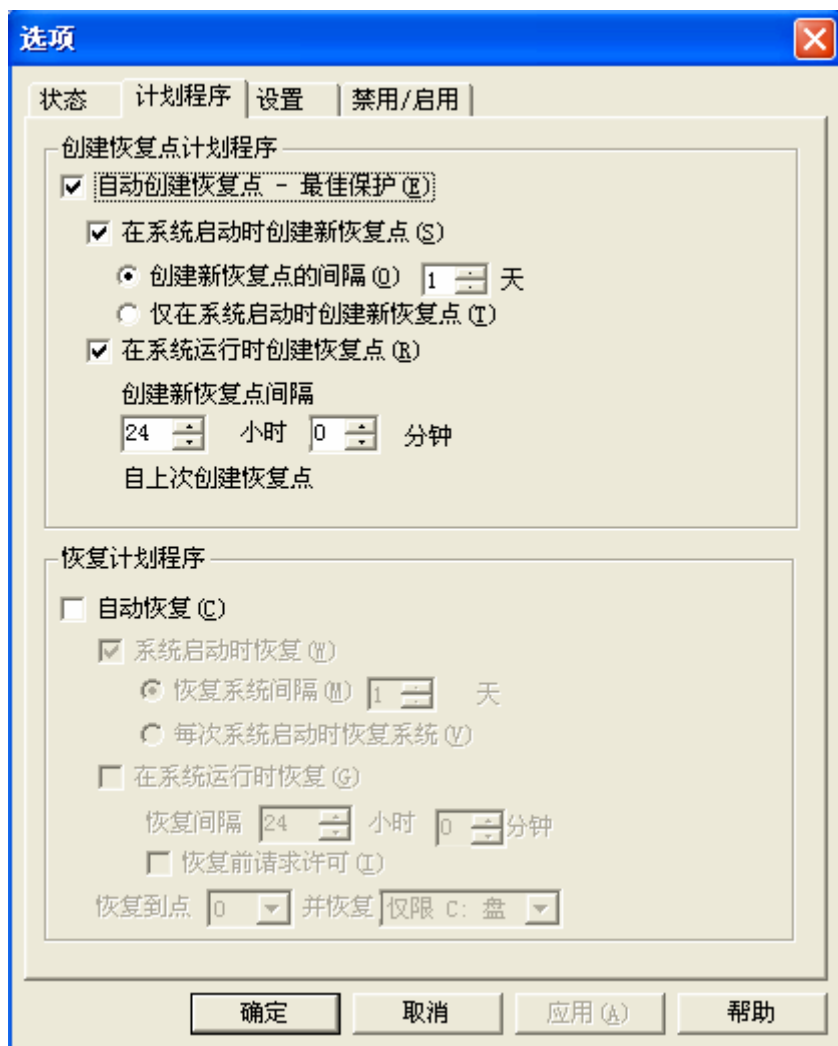 选项
状态 计划程序 设置 禁用/启用
创建恢复点计划程序
自动创建恢复点 - 最佳保护(E)
在系统启动时创建新恢复点(S)
创建新恢复点的间隔(O) 1 天
仅在系统启动时创建新恢复点(T)
在系统运行时创建恢复点(R)
创建新恢复点间隔
24 小时 0 分钟
自上次创建恢复点
恢复计划程序
自动恢复(C)
系统启动时恢复(W)
恢复系统间隔(M) 1 天
每次系统启动时恢复系统(V)
在系统运行时恢复(G)
恢复间隔 24 小时 0 分钟
恢复前请求许可(I)
恢复到点 0 并恢复 仅限 C: 盘
确定 取消 应用(A) 帮助